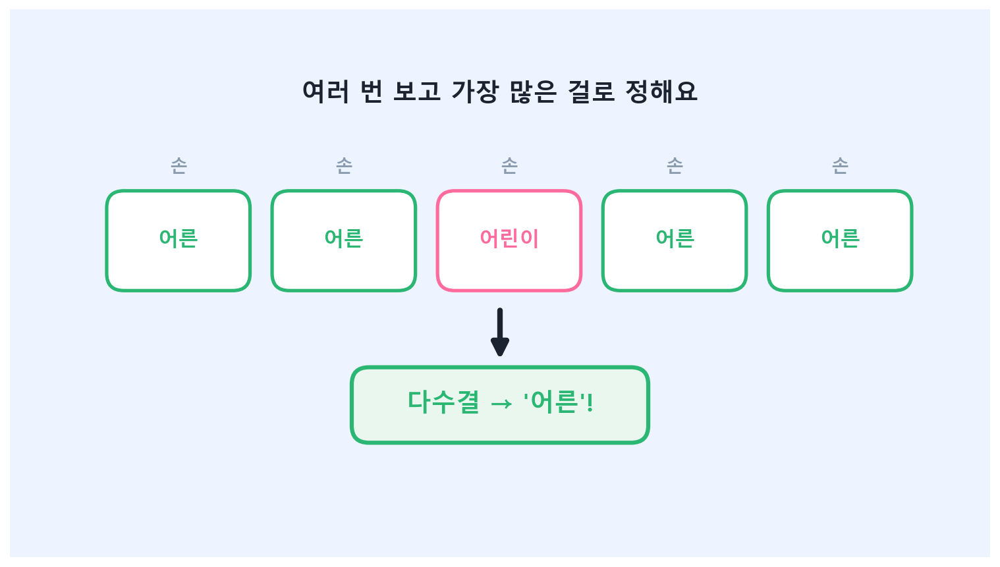 여러 번 보고 가장 많은 걸로 정해요
손 손 손 손 손
어른 어른 어린이 어른 어른
다수결 → '어른'!